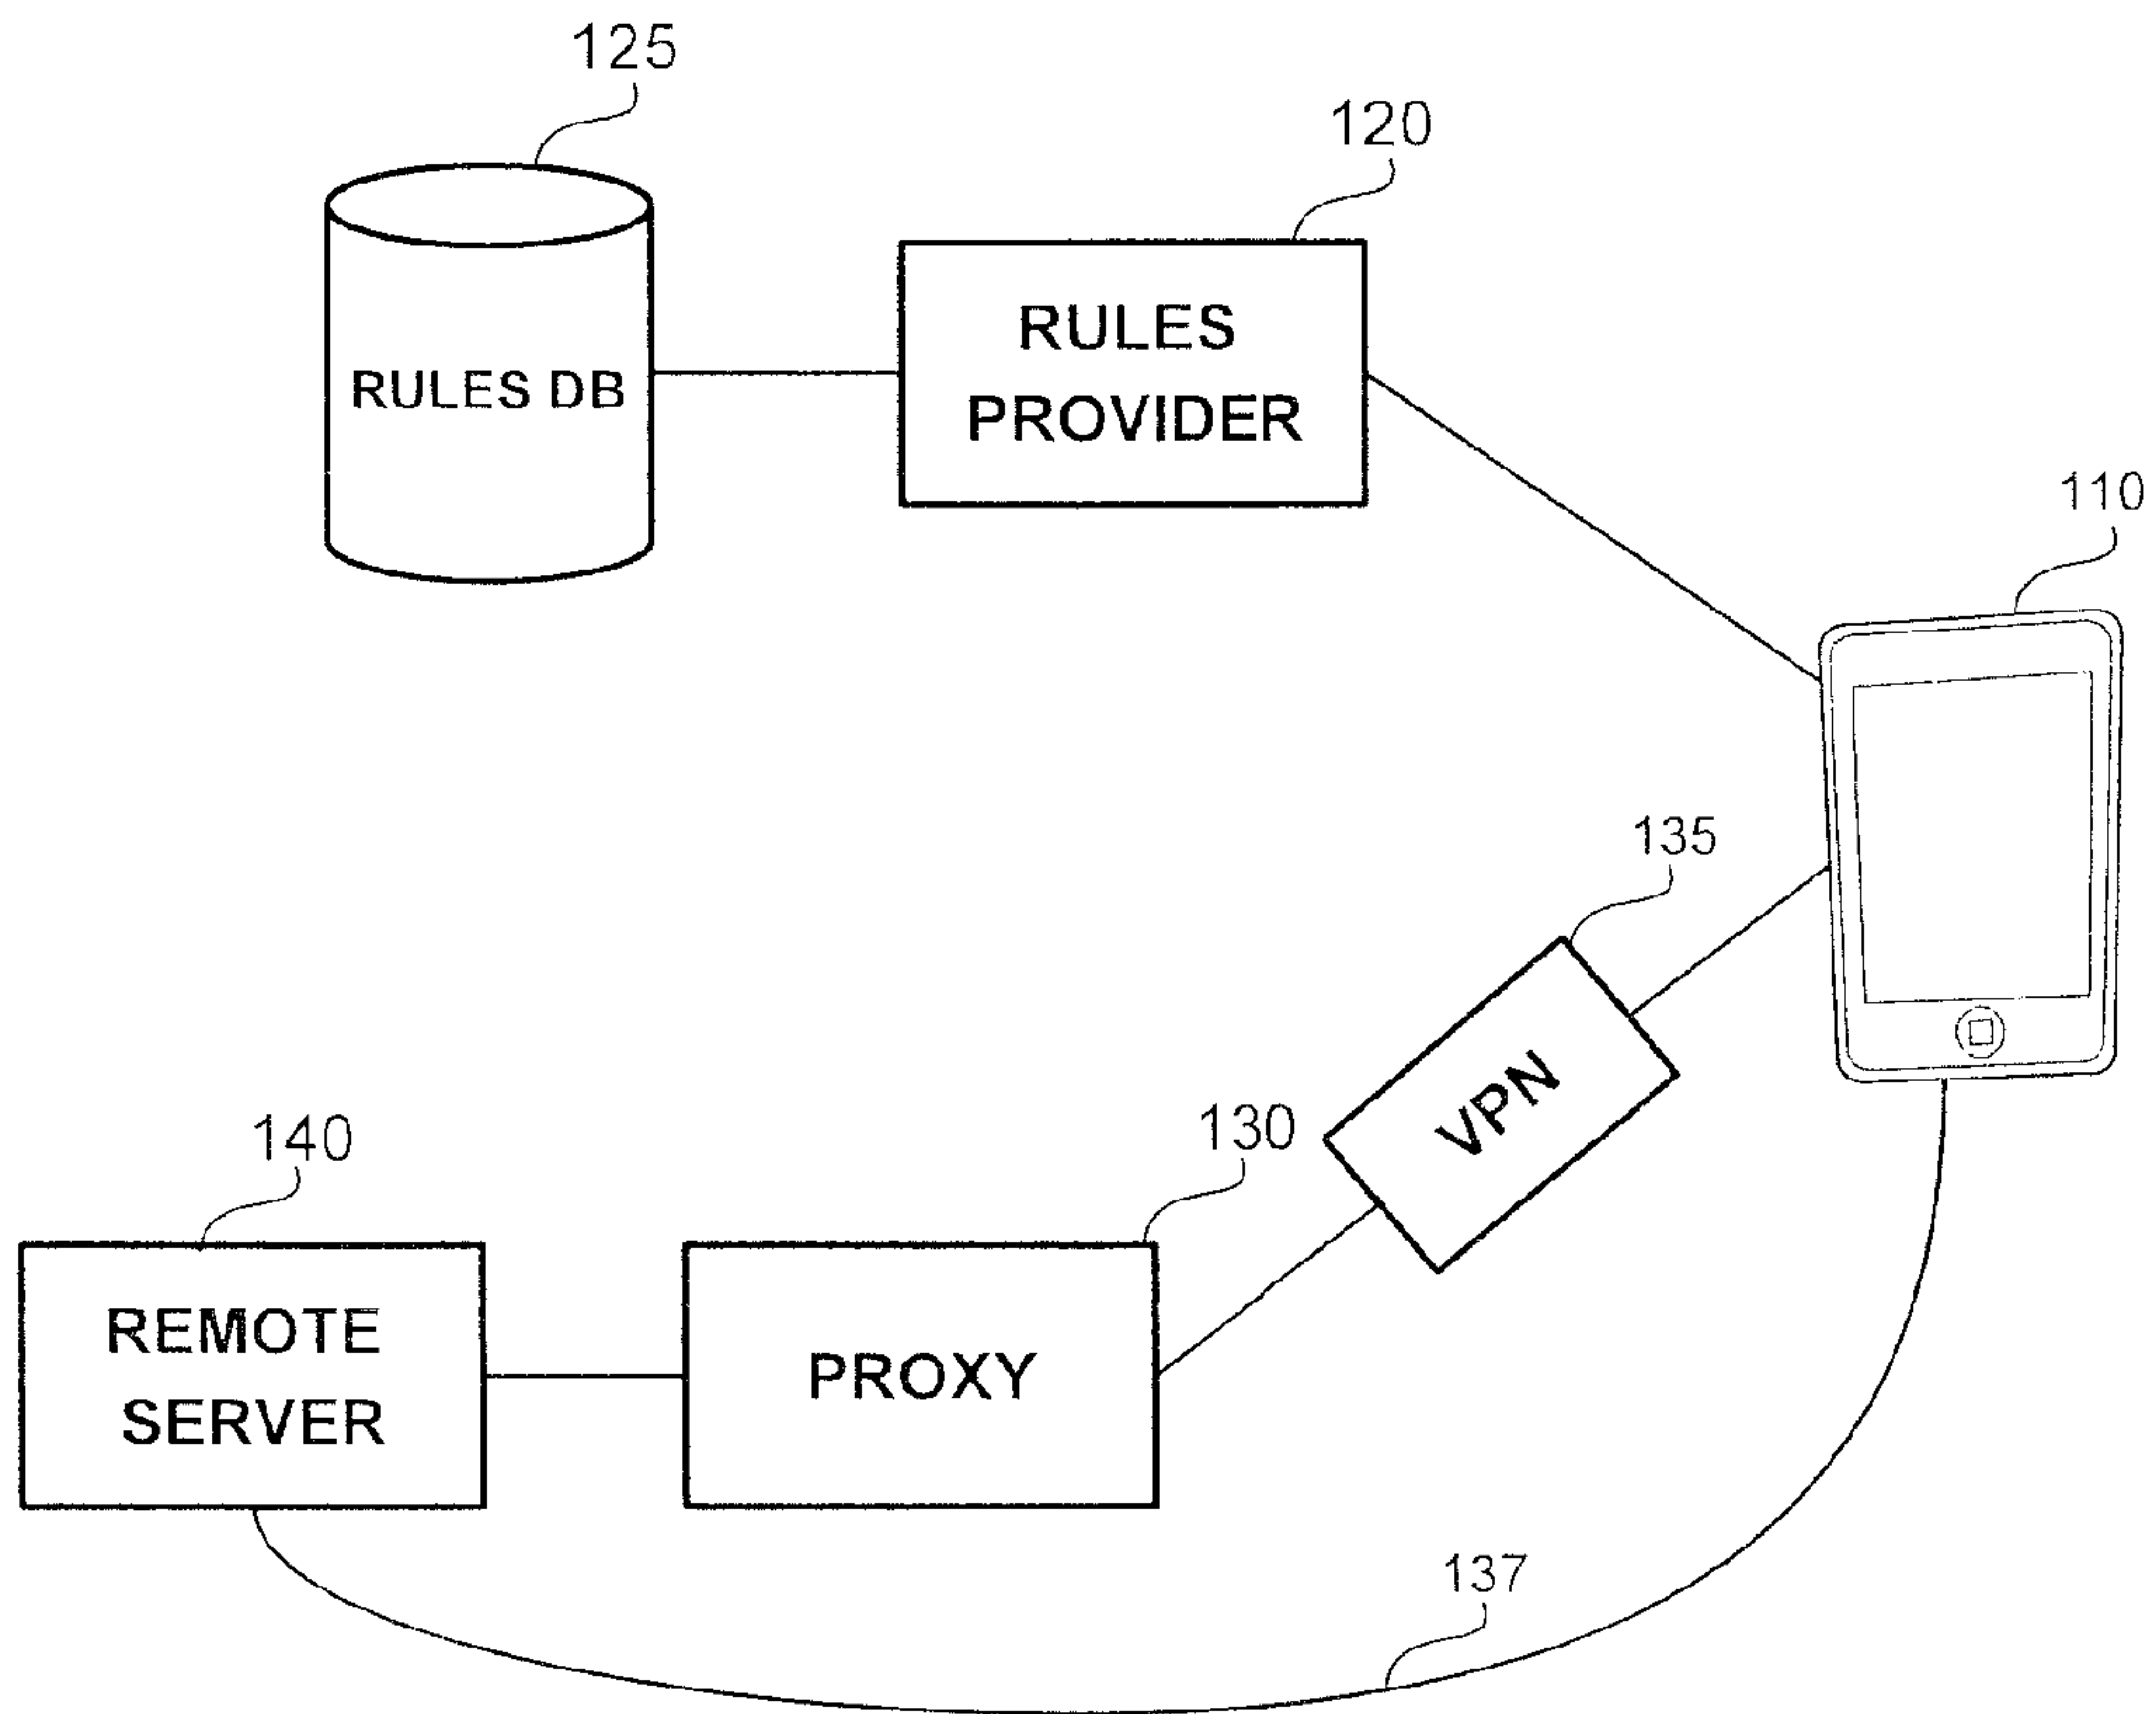 125
120
RULES
PROVIDER
RULES DB
110
135
VPN
140
130
REMOTE
SERVER
PROXY
137